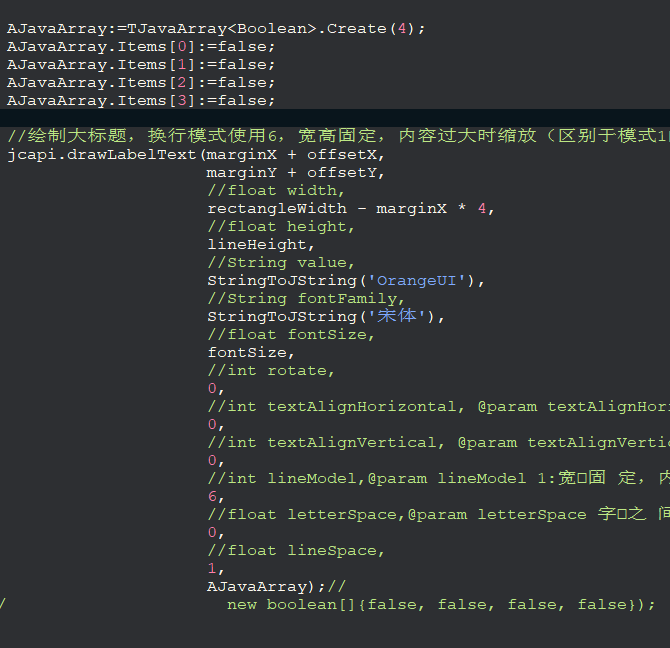 AJavaArray:=TJavaArray<Boolean>.Create(4);
AJavaArray.Items[0]:=false;
AJavaArray.Items[1]:=false;
AJavaArray.Items[2]:=false;
AJavaArray.Items[3]:=false;
//绘制大标题，换行模式使用6，宽高固定，内容过大时缩放（区别于模式1
jcapi.drawLabelText(marginX + offsetX,
marginY + offsetY,
//float width,
rectangleWidth - marginX * 4,
//float height,
lineHeight,
//String value,
StringToJString('OrangeUI'),
//String fontFamily,
StringToJString('宋体'),
//float fontSize,
fontSize,
//int rotate,
0,
//int textAlignHorizontal, @param textAlignHori
0,
//int textAlignVertical, @param textAlignVertic
0,
//int lineModel,@param lineModel 1:宽▯固 定，内
6,
//float letterSpace,@param letterSpace 字▯之 间
0,
//float lineSpace,
1,
AJavaArray);//
/ new boolean[]{false, false, false, false});